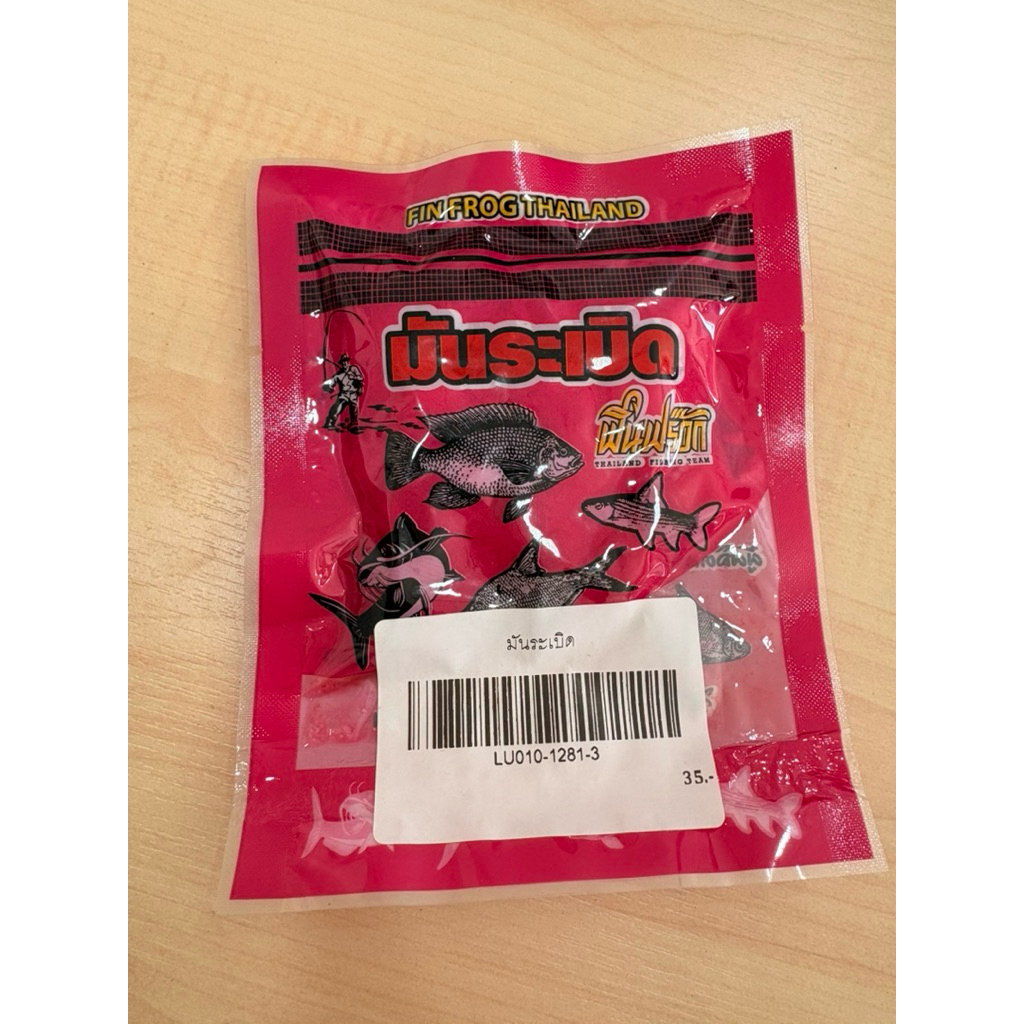 FIN FROG THAILAND
มันระเบิด
ฟินฟร๊อก
THAILAND FISHING TEAM
มันระเบิด
LU010-1281-3
35.-